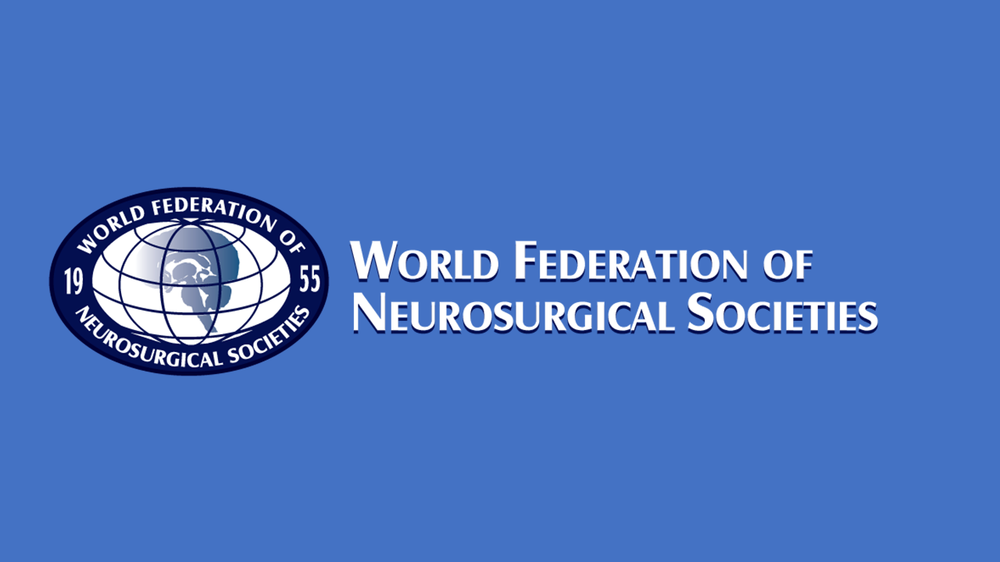 WORLD FEDERATION OF
19 55
NEUROSURGICAL SOCIETIES
WORLD FEDERATION OF
NEUROSURGICAL SOCIETIES